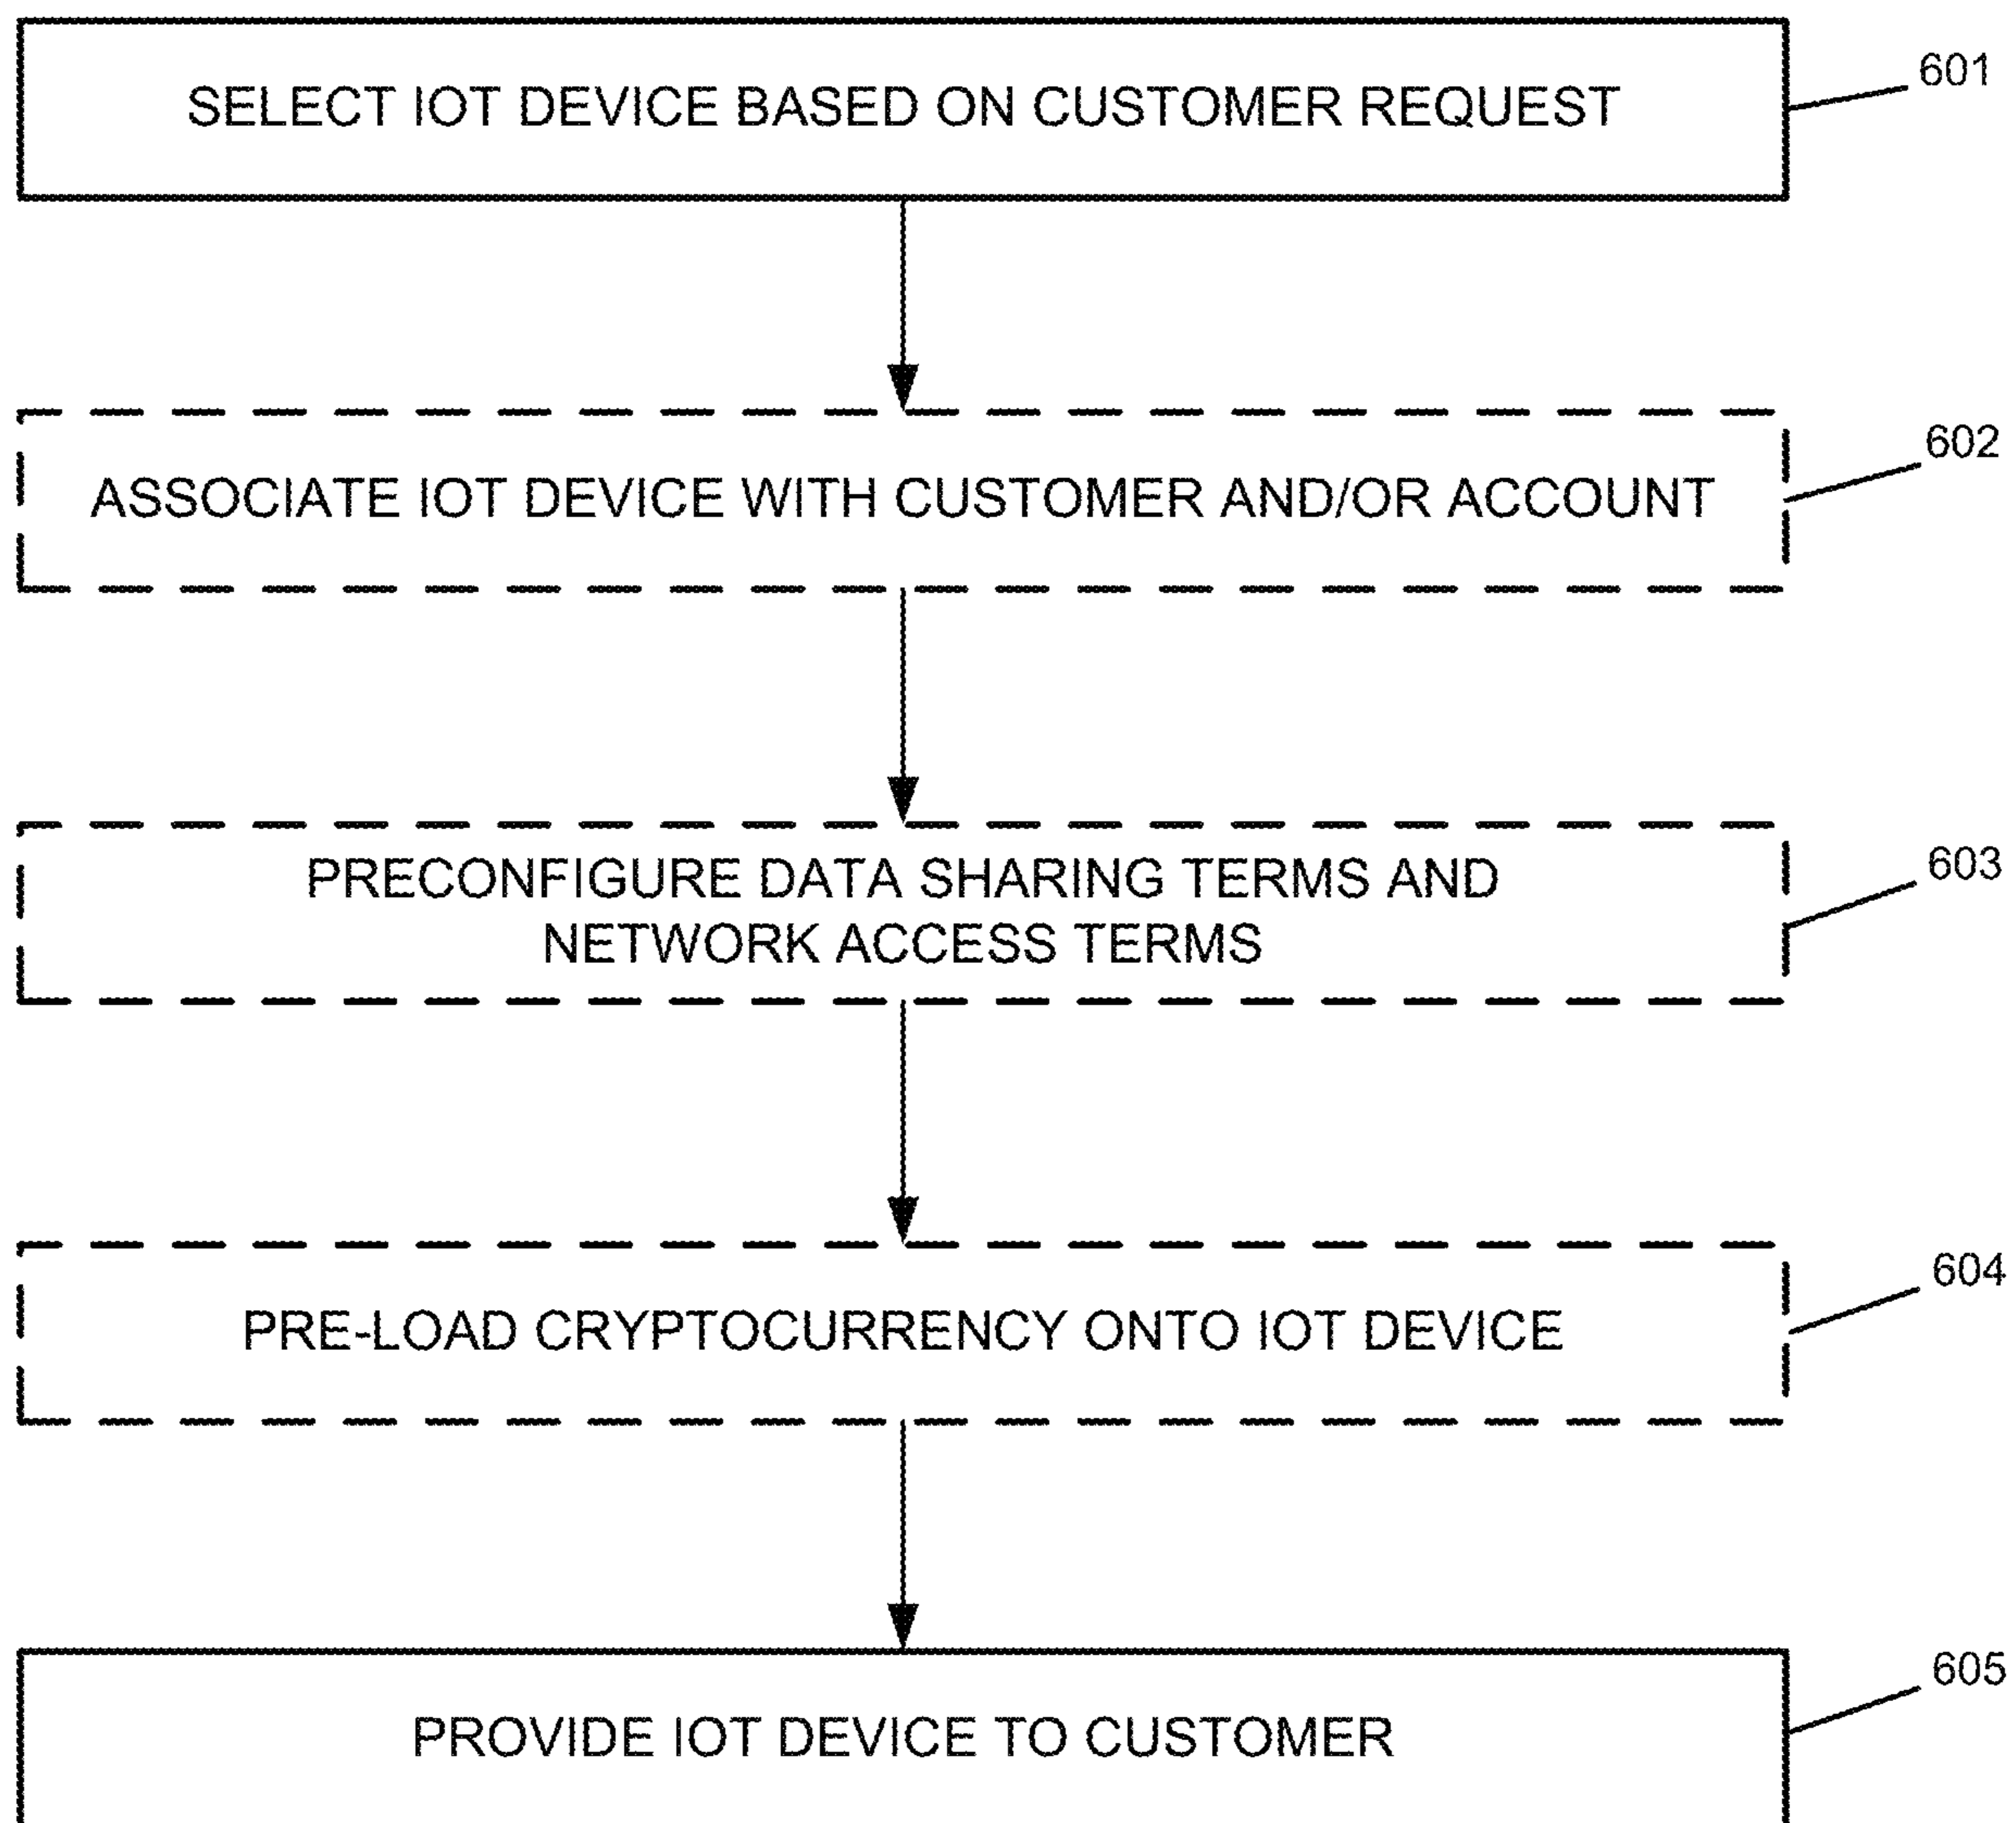 SELECT IOT DEVICE BASED ON CUSTOMER REQUEST
601
ASSOCIATE IOT DEVICE WITH CUSTOMER AND/OR ACCOUNT
602
PRECONFIGURE DATA SHARING TERMS AND
NETWORK ACCESS TERMS
603
PRE-LOAD CRYPTOCURRENCY ONTO IOT DEVICE
604
PROVIDE IOT DEVICE TO CUSTOMER
605